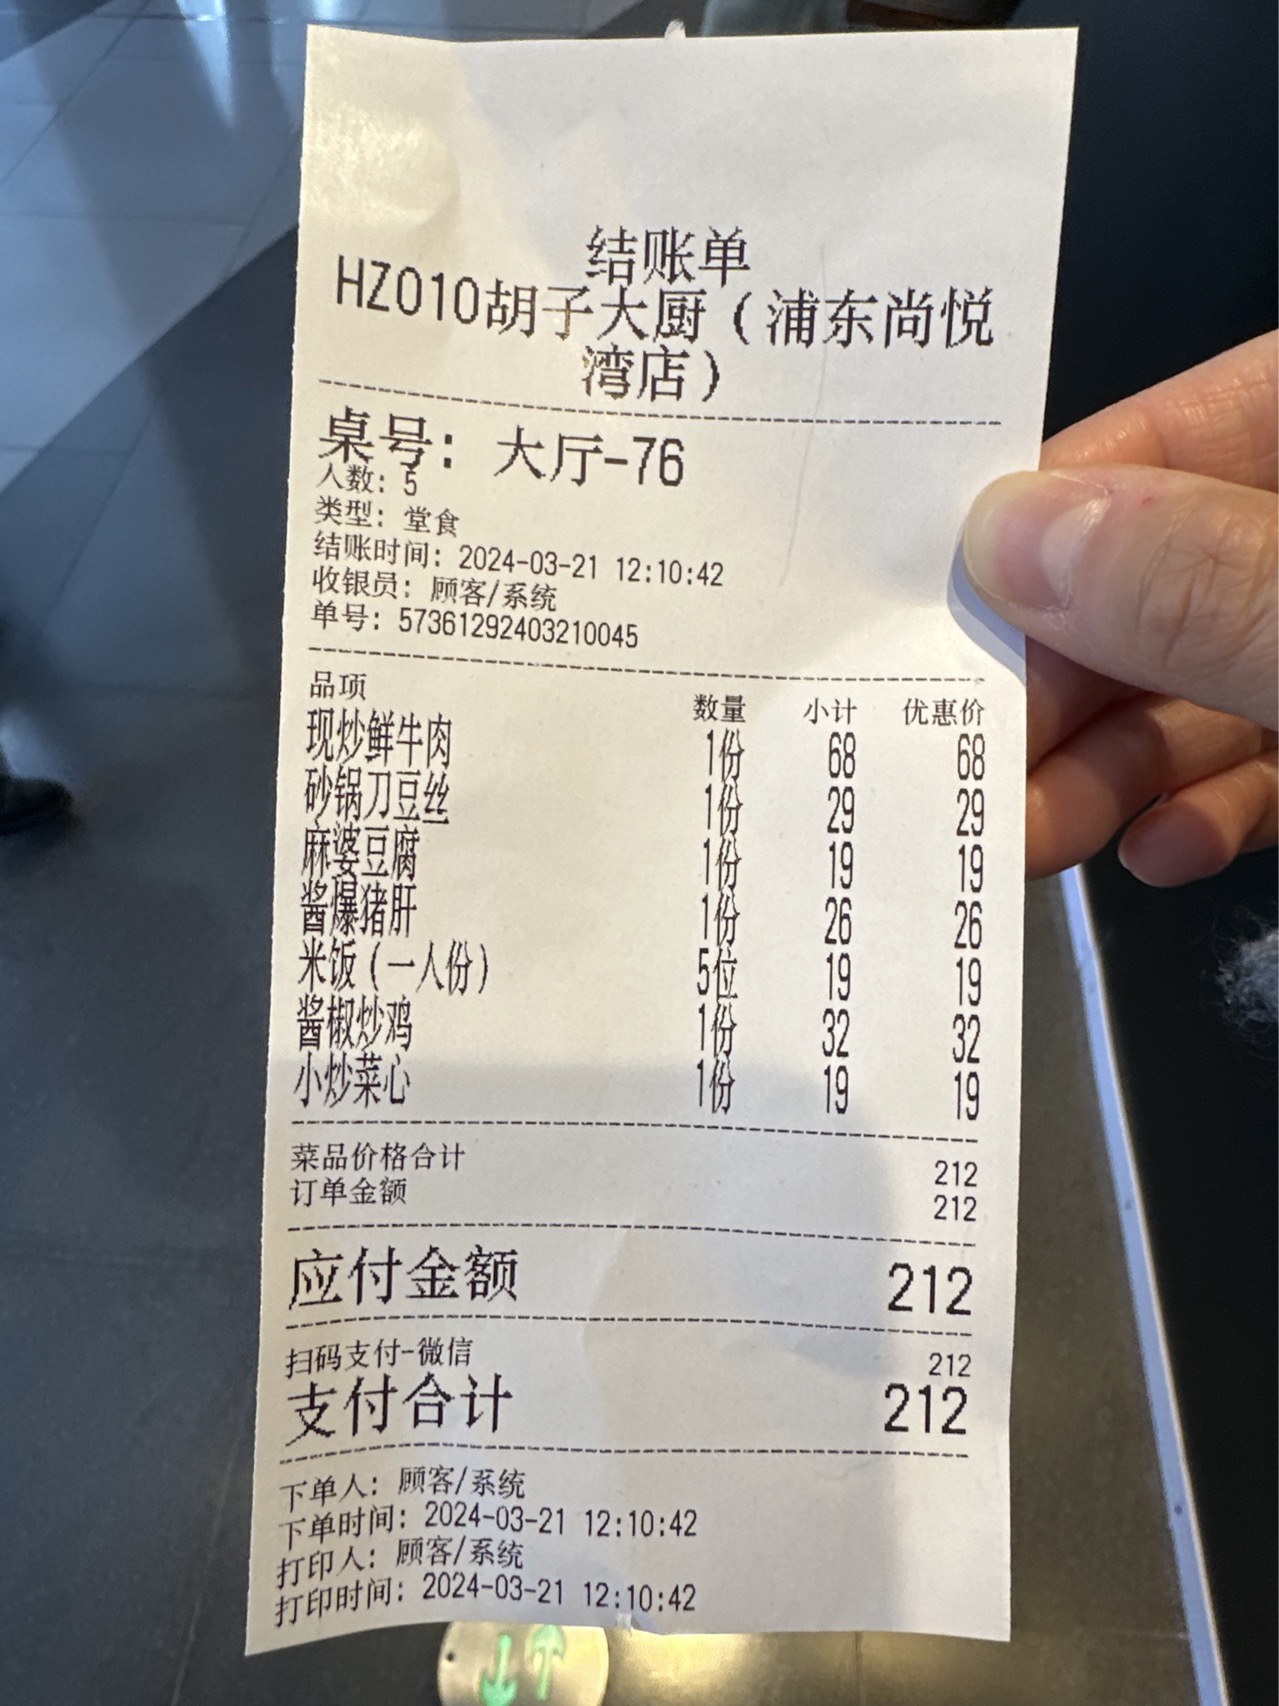 结账单
HZ010胡子大厨（浦东尚悦
湾店）
桌号：大厅-76
人数：5
类型：堂食
结账时间：2024-03-21 12:10:42
收银员：顾客/系统
单号：573612924032​10045
品项 数量 小计 优惠价
现炒鲜牛肉 1份 68 68
砂锅刀豆丝 1份 29 29
麻婆豆腐 1份 19 19
酱爆猪肝 1份 26 26
米饭（一人份） 5位 19 19
酱椒炒鸡 1份 32 32
小炒菜心 1份 19 19
菜品价格合计 212
订单金额 212
应付金额 212
扫码支付-微信 212
支付合计 212
下单人：顾客/系统
下单时间：2024-03-21 12:10:42
打印人：顾客/系统
打印时间：2024-03-21 12:10:42